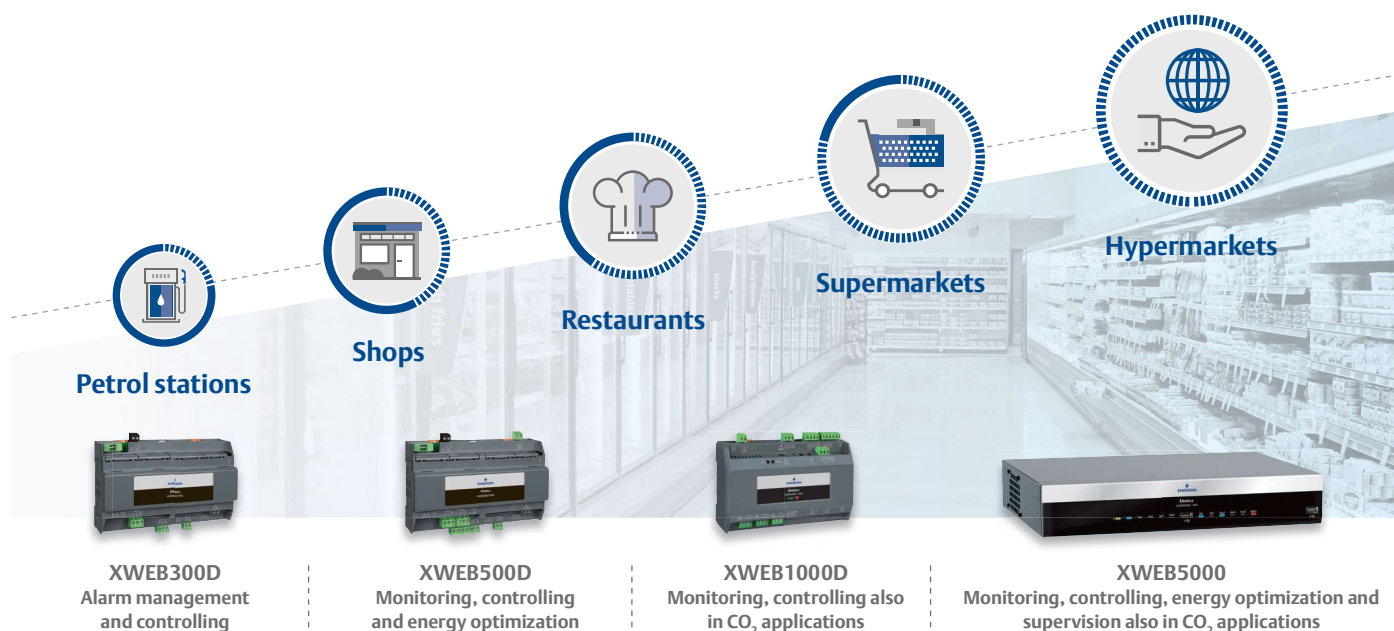 Hypermarkets
Supermarkets
Restaurants
Shops
Petrol stations
EMERSON
XWEB300D
Alarm management
and controlling
XWEB500D
Monitoring, controlling
and energy optimization
XWEB1000D
Monitoring, controlling also
in CO₂ applications
XWEB5000
Monitoring, controlling, energy optimization and
supervision also in CO₂ applications